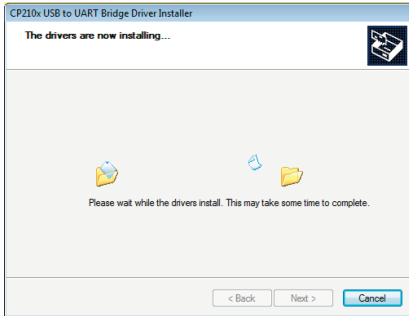 CP210x USB to UART Bridge Driver Installer
The drivers are now installing...
Please wait while the drivers install. This may take some time to complete.
< Back
Next >
Cancel